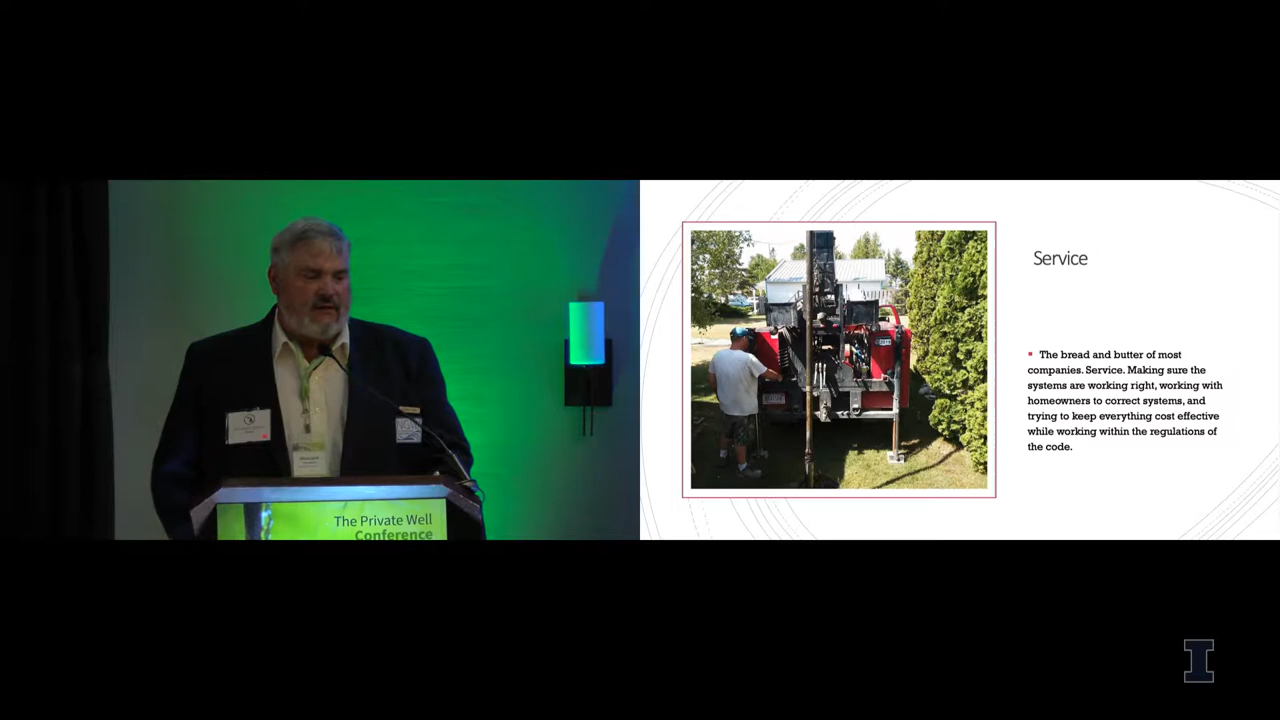 The Private Well
Conference
Service
The bread and butter of most
companies. Service. Making sure the
systems are working right, working with
homeowners to correct systems, and
trying to keep everything cost effective
while working within the regulations of
the code.
I